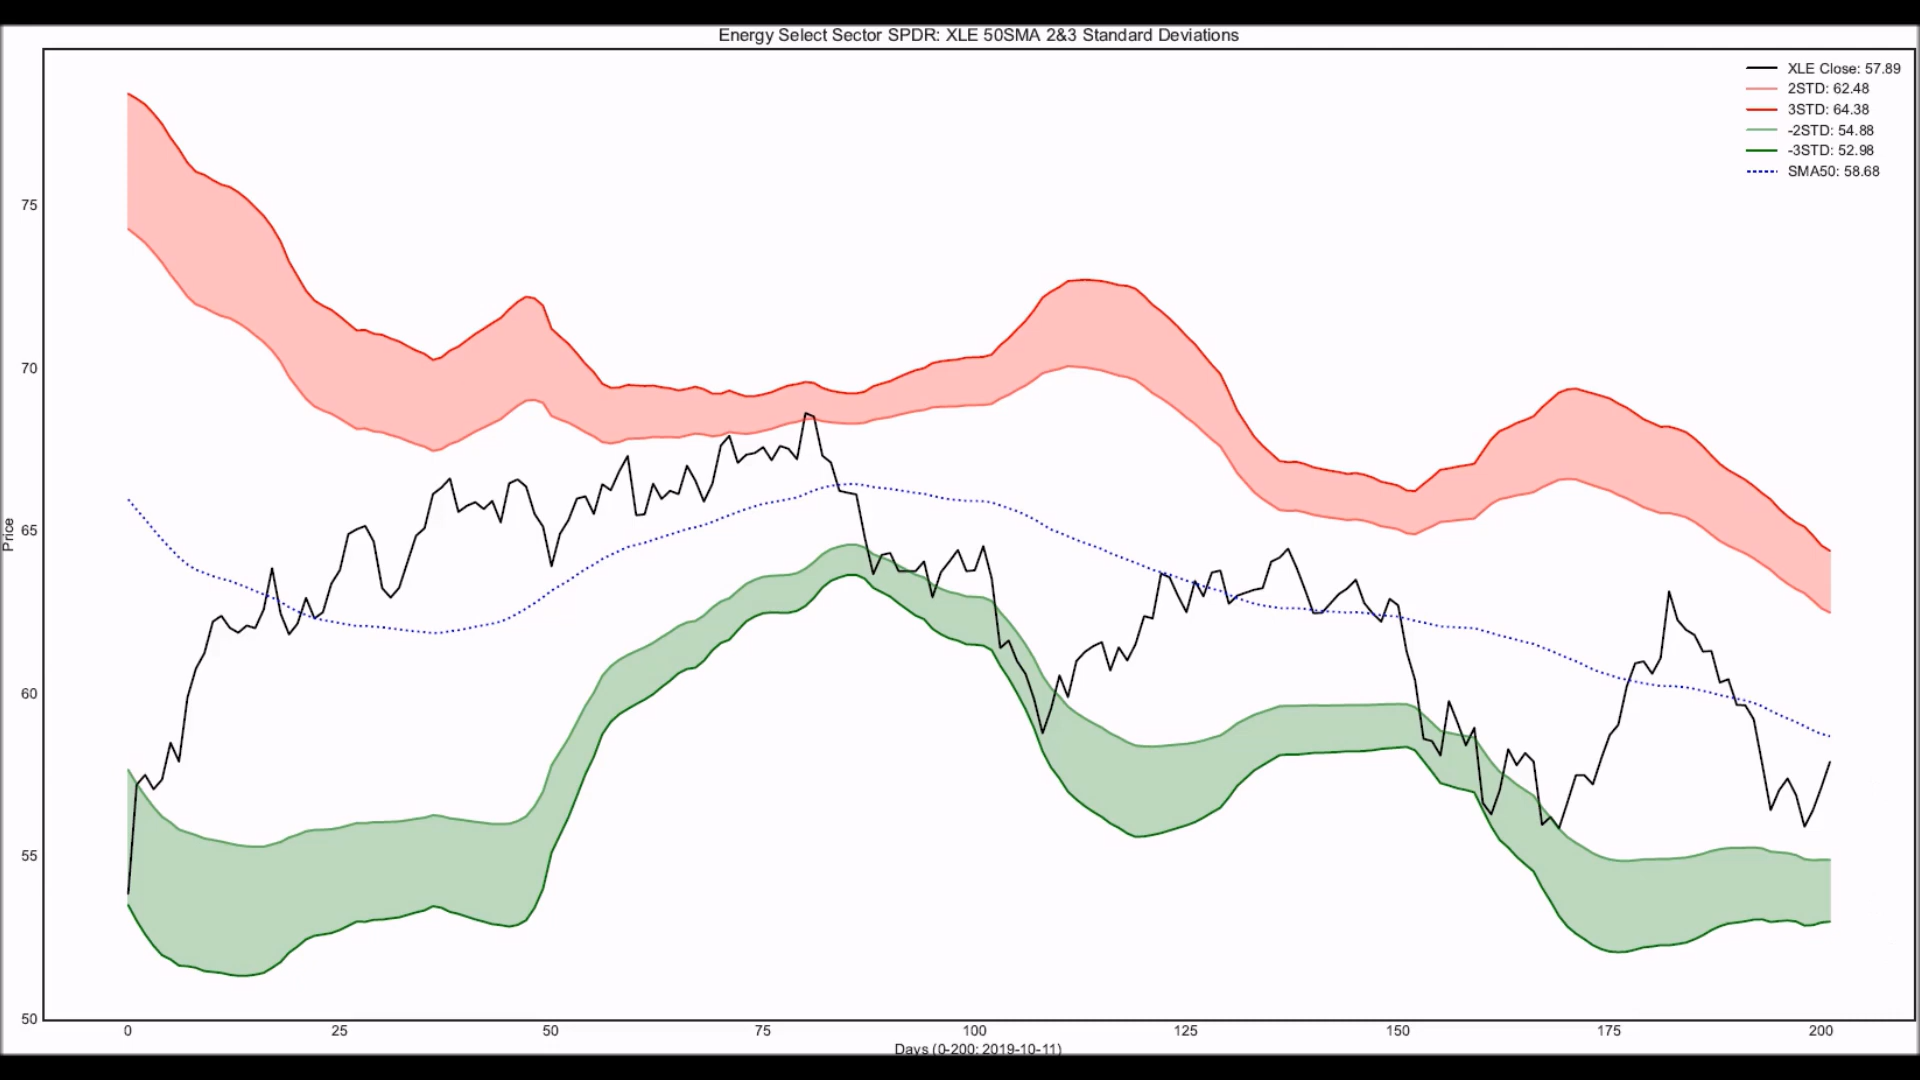 Energy Select Sector SPDR: XLE 50SMA 2&3 Standard Deviations
XLE Close: 57.89
2STD: 62.48
3STD: 64.38
-2STD: 54.88
-3STD: 52.98
SMA50: 58.68
75
70
65
60
55
50
Price
0 25 50 75 100 125 150 175 200
Days (0-200: 2019-10-11)